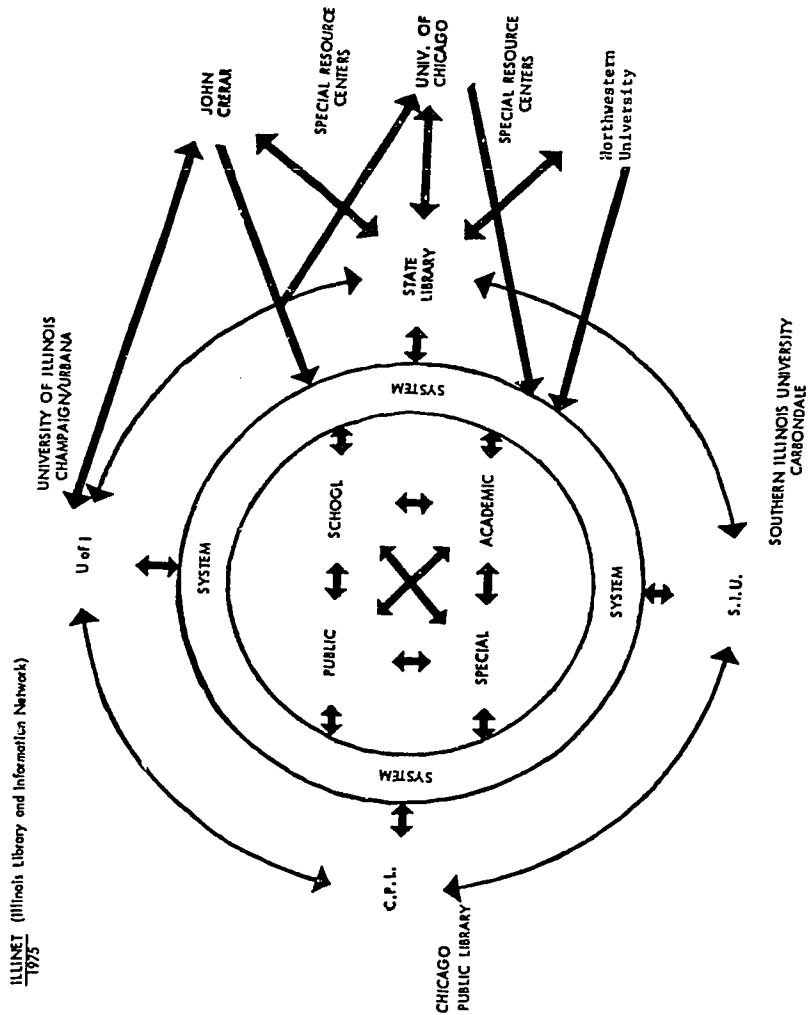 ILLINET (Illinois Library and Information Network)
1975
UNIVERSITY OF ILLINOIS
CHAMPAIGN/URBANA
U of I
JOHN
CRERAR
SYSTEM
SPECIAL RESOURCE
CENTERS
PUBLIC SCHOOL
C.P.L.
SYSTEM
SYSTEM
STATE
LIBRARY
UNIV. OF
CHICAGO
CHICAGO
PUBLIC LIBRARY
SPECIAL ACADEMIC
SPECIAL RESOURCE
CENTERS
Northwestern
University
SYSTEM
S.I.U.
SOUTHERN ILLINOIS UNIVERSITY
CARBONDALE